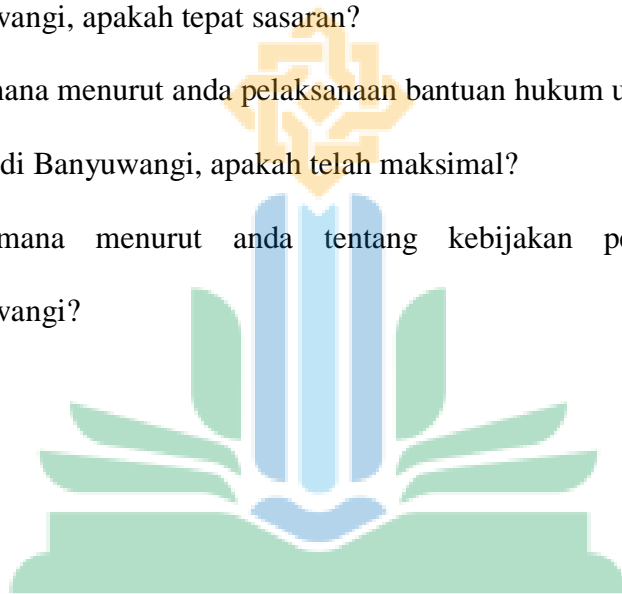 wangi, apakah tepat sasaran?
mana menurut anda pelaksanaan bantuan hukum u
di Banyuwangi, apakah telah maksimal?
mana menurut anda tentang kebijakan pe
wangi?